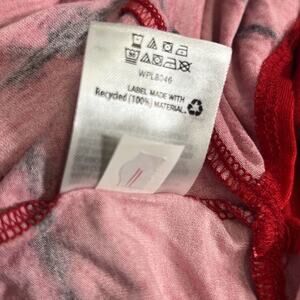 WPL8046
LABEL MADE WITH
Recycled (100%) MATERIAL.